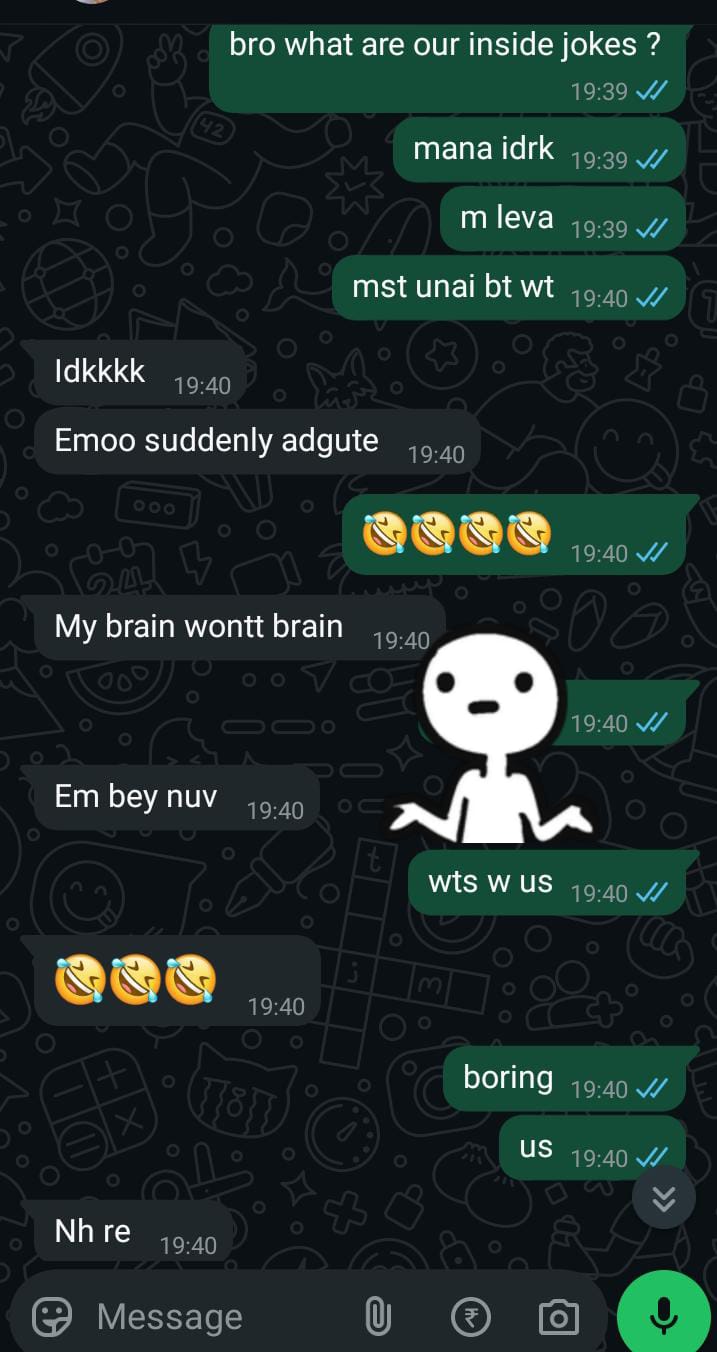 bro what are our inside jokes ?
19:39
mana idrk 19:39
m leva 19:39
mst unai bt wt 19:40
Idkkkk 19:40
Emoo suddenly adgute 19:40
🤣🤣🤣🤣 19:40
My brain wontt brain 19:40
19:40
Em bey nuv 19:40
wts w us 19:40
🤣🤣🤣 19:40
boring 19:40
us 19:40
Nh re 19:40
Message